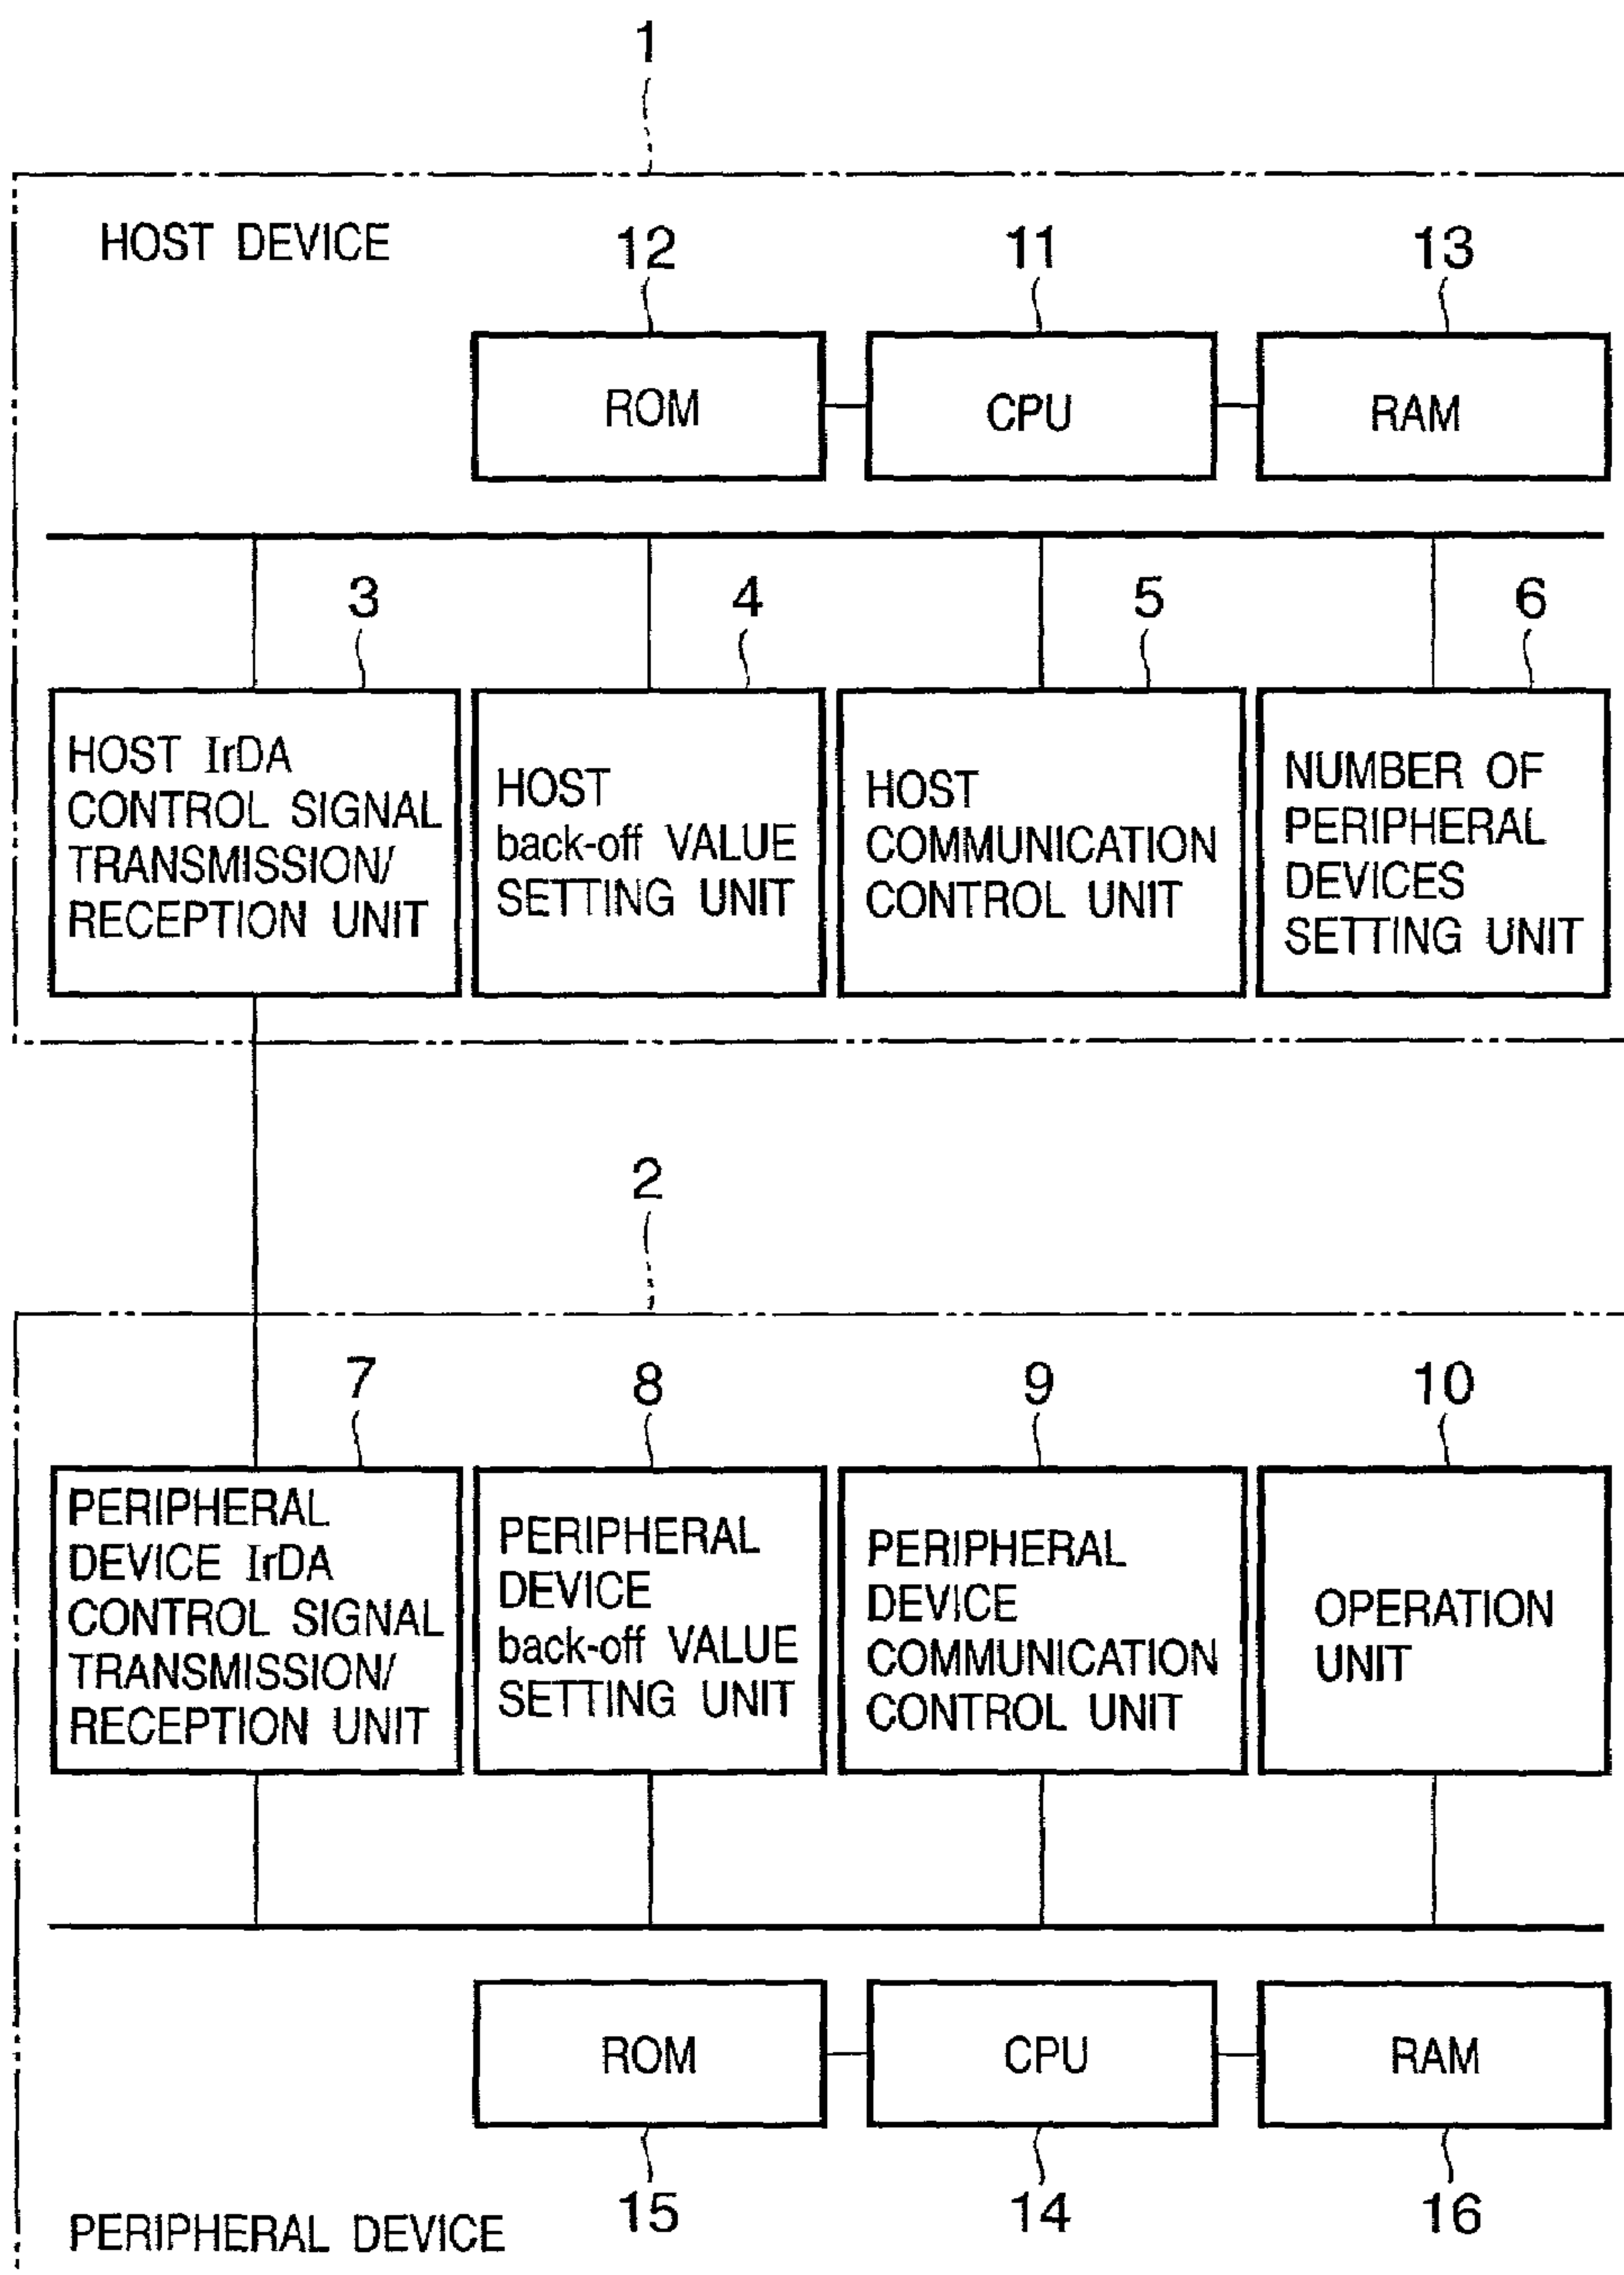 1
HOST DEVICE
12
11
13
ROM
CPU
RAM
3
4
5
6
HOST IrDA
CONTROL SIGNAL
TRANSMISSION/
RECEPTION UNIT
HOST
back-off VALUE
SETTING UNIT
HOST
COMMUNICATION
CONTROL UNIT
NUMBER OF
PERIPHERAL
DEVICES
SETTING UNIT
2
7
8
9
10
PERIPHERAL
DEVICE IrDA
CONTROL SIGNAL
TRANSMISSION/
RECEPTION UNIT
PERIPHERAL
DEVICE
back-off VALUE
SETTING UNIT
PERIPHERAL
DEVICE
COMMUNICATION
CONTROL UNIT
OPERATION
UNIT
ROM
CPU
RAM
15
14
16
PERIPHERAL DEVICE